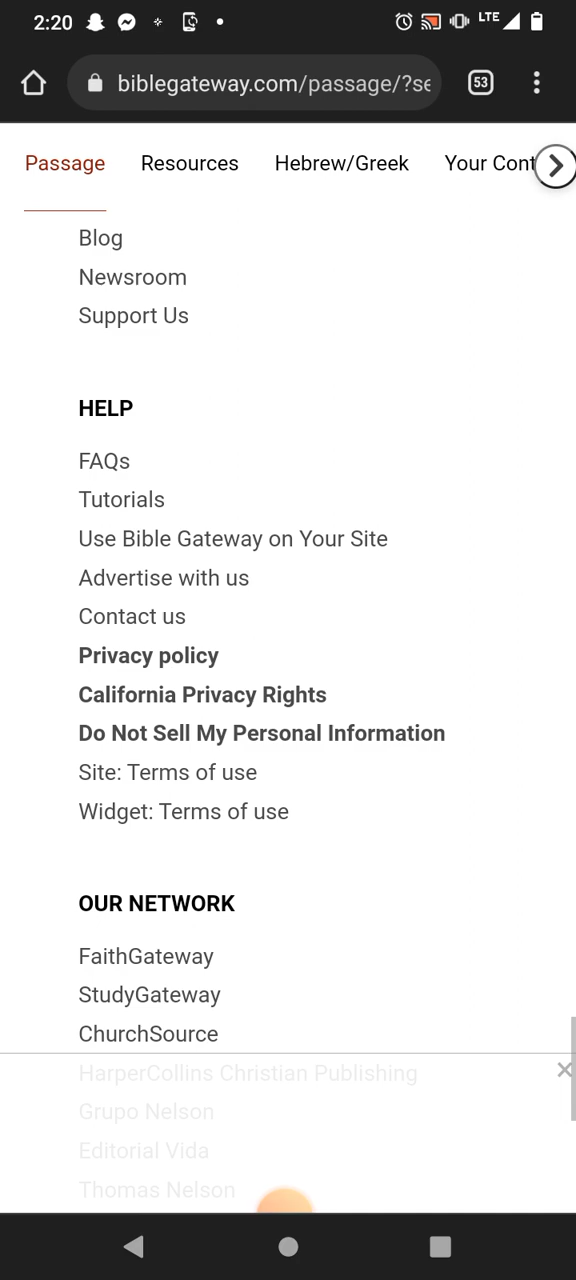 2:20
LTE
biblegateway.com/passage/?se
53
Passage Resources Hebrew/Greek Your Cont
Blog
Newsroom
Support Us
HELP
FAQs
Tutorials
Use Bible Gateway on Your Site
Advertise with us
Contact us
Privacy policy
California Privacy Rights
Do Not Sell My Personal Information
Site: Terms of use
Widget: Terms of use
OUR NETWORK
FaithGateway
StudyGateway
ChurchSource
HarperCollins Christian Publishing
Grupo Nelson
Editorial Vida
Thomas Nelson